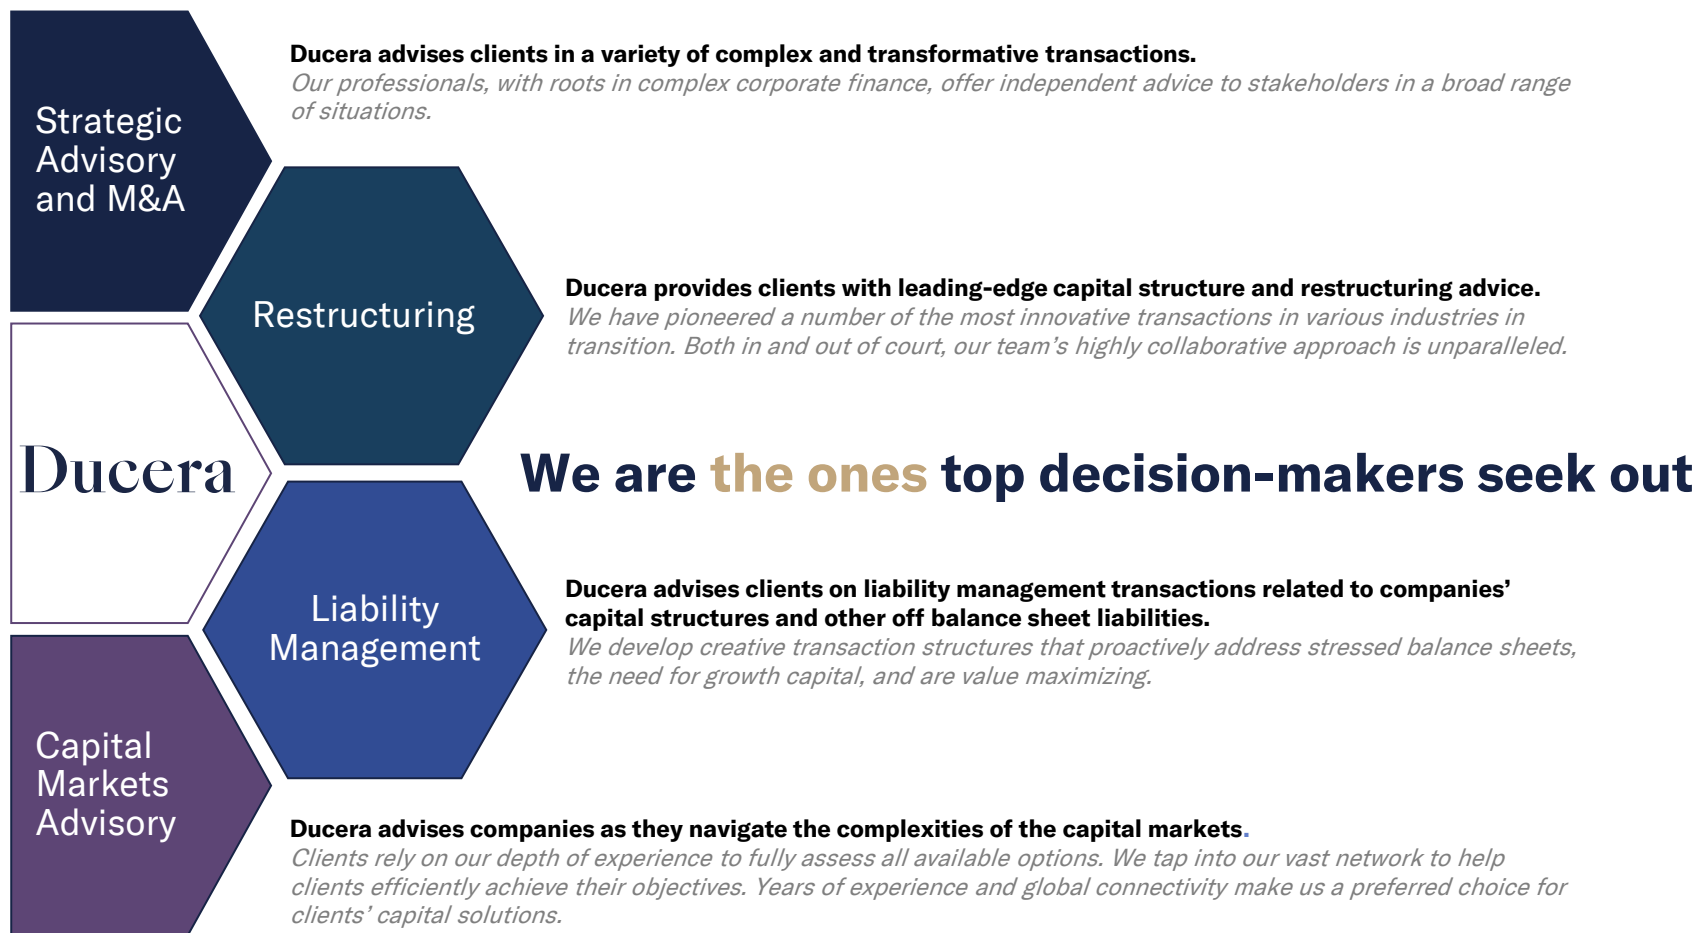 Strategic
Advisory
and M&A
Ducera advises clients in a variety of complex and transformative transactions.
Our professionals, with roots in complex corporate finance, offer independent advice to stakeholders in a broad range
of situations.
Restructuring
Ducera provides clients with leading-edge capital structure and restructuring advice.
We have pioneered a number of the most innovative transactions in various industries in
transition. Both in and out of court, our team’s highly collaborative approach is unparalleled.
Ducera
We are the ones top decision-makers seek out
Liability
Management
Ducera advises clients on liability management transactions related to companies’
capital structures and other off balance sheet liabilities.
We develop creative transaction structures that proactively address stressed balance sheets,
the need for growth capital, and are value maximizing.
Capital
Markets
Advisory
Ducera advises companies as they navigate the complexities of the capital markets.
Clients rely on our depth of experience to fully assess all available options. We tap into our vast network to help
clients efficiently achieve their objectives. Years of experience and global connectivity make us a preferred choice for
clients’ capital solutions.